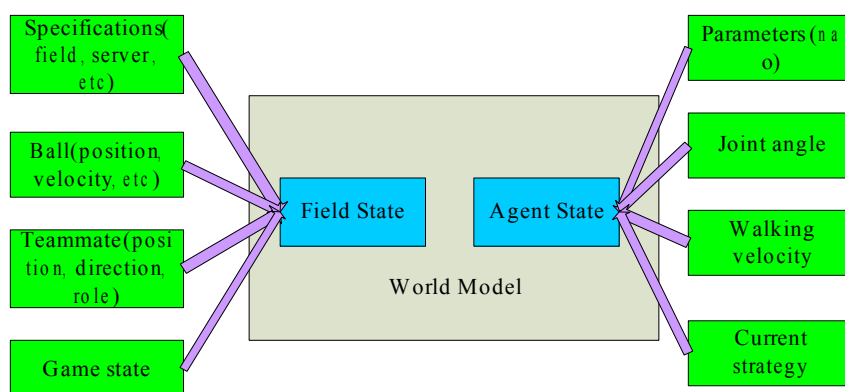 Specifications(
field, server,
etc)
Ball(position,
velocity, etc)
Teammate(posi
tion, direction,
role)
Game state
Field State
Agent State
World Model
Parameters(na
o)
Joint angle
Walking
velocity
Current
strategy